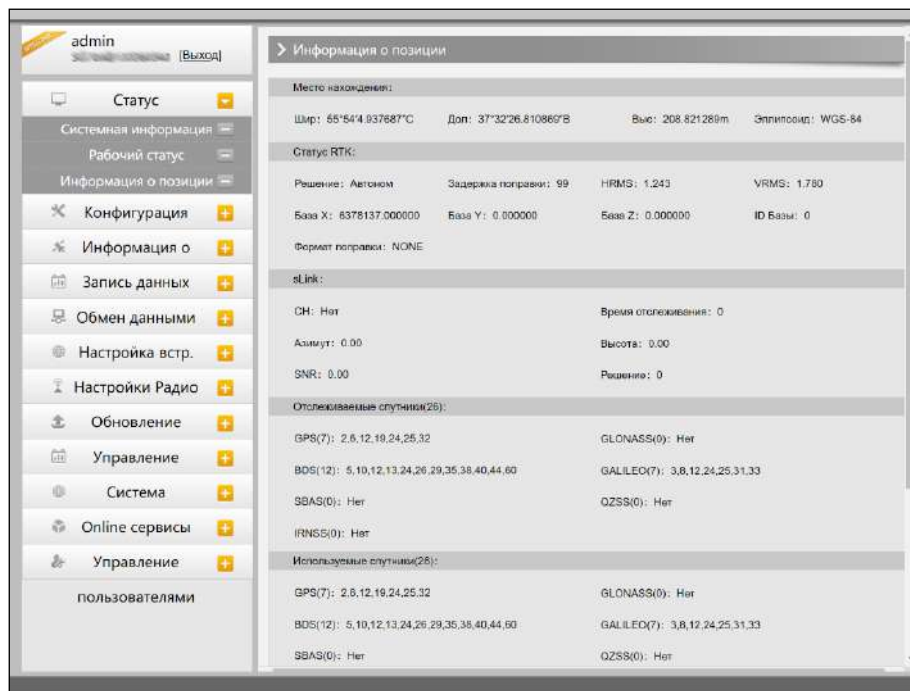 admin
[Выход]
Статус
Системная информация
Рабочий статус
Информация о позиции
Конфигурация
Информация о
Запись данных
Обмен данными
Настройка встр.
Настройки Радио
Обновление
Управление
Система
Online сервисы
Управление
пользователями
Информация о позиции
Место нахождения:
Шир: 55°54'4.937687"С Доп: 37°32'26.810869"В Выс: 208.821289m Эллипсоид: WGS-84
Статус RTK:
Решение: Автоном Задержка поправки: 99 HRMS: 1.243 VRMS: 1.780
База X: 6378137.000000 База Y: 0.000000 База Z: 0.000000 ID Базы: 0
Формат поправки: NONE
sLink:
CH: Нет Время отслеживания: 0
Азимут: 0.00 Высота: 0.00
SNR: 0.00 Решение: 0
Отслеживаемые спутники(26):
GPS(7): 2,6,12,19,24,25,32 GLONASS(0): Нет
BDS(12): 5,10,12,13,24,26,29,35,38,40,44,60 GALILEO(7): 3,8,12,24,25,31,33
SBAS(0): Нет QZSS(0): Нет
IRNSS(0): Нет
Используемые спутники(26):
GPS(7): 2,6,12,19,24,25,32 GLONASS(0): Нет
BDS(12): 5,10,12,13,24,26,29,35,38,40,44,60 GALILEO(7): 3,8,12,24,25,31,33
SBAS(0): Нет QZSS(0): Нет